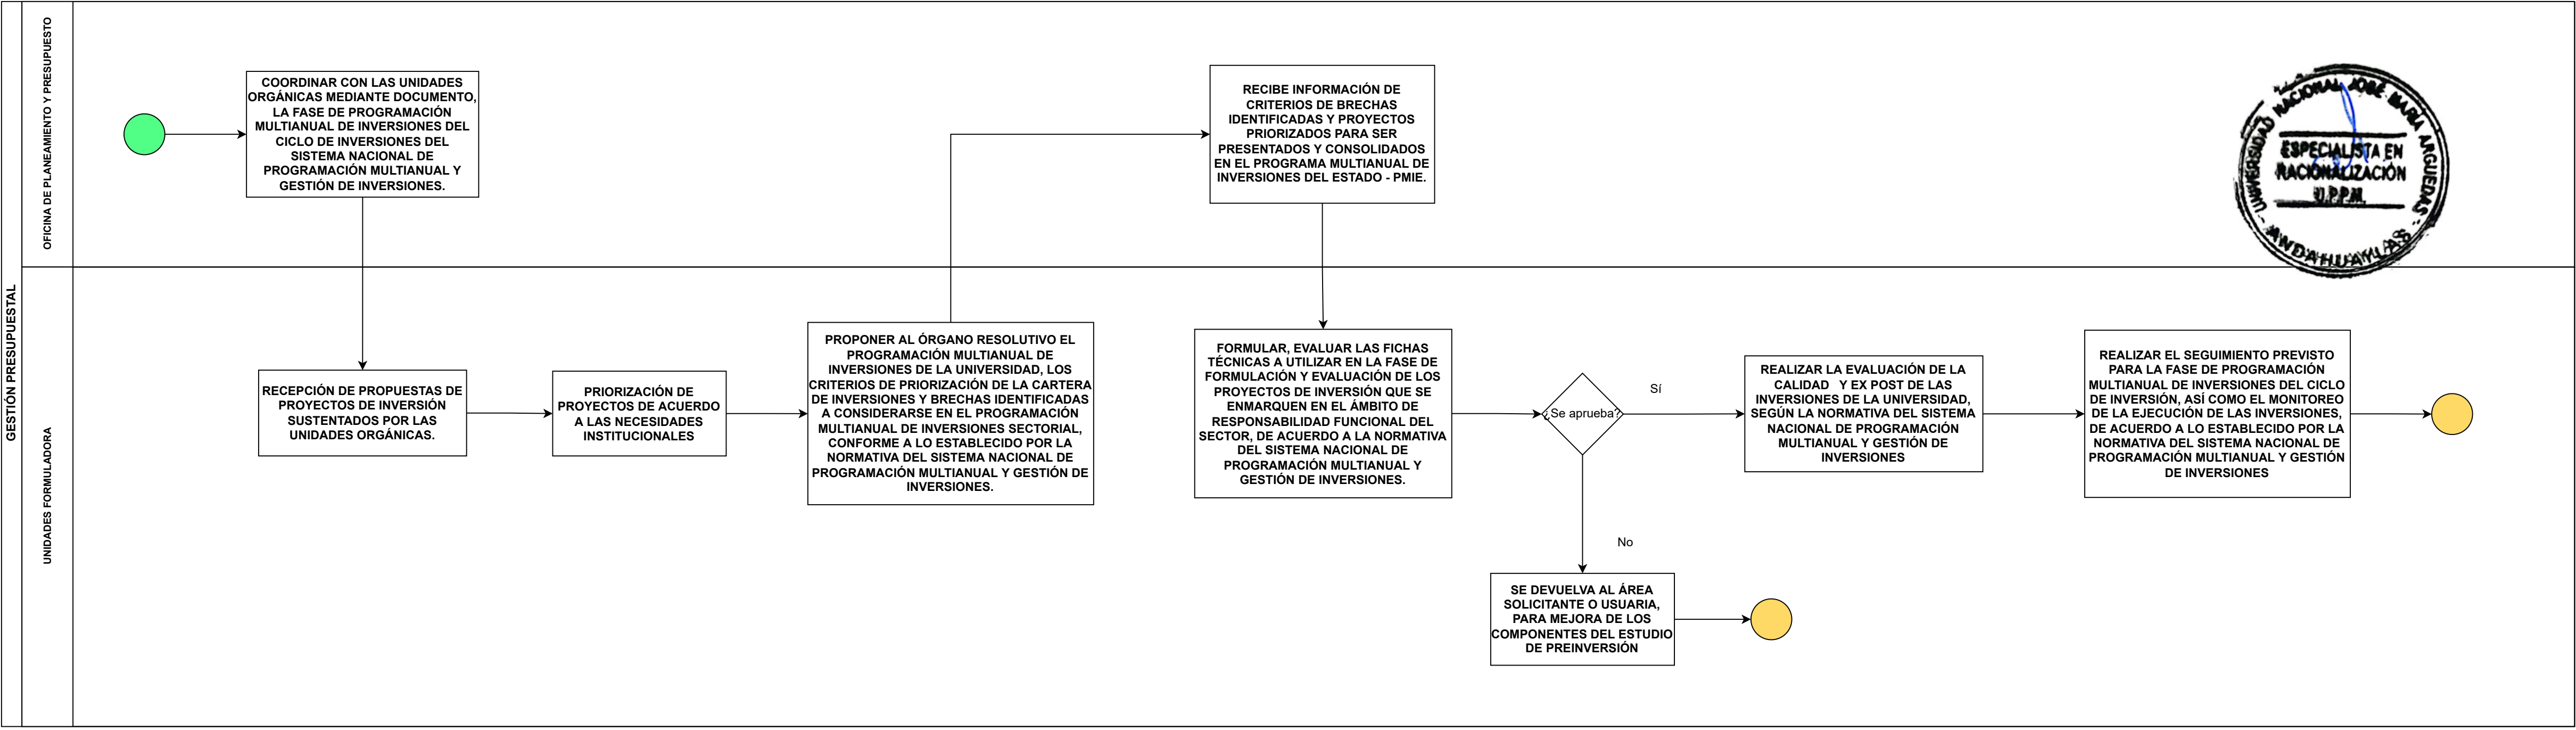 GESTIÓN PRESUPUESTAL
OFICINA DE PLANEAMIENTO Y PRESUPUESTO
COORDINAR CON LAS UNIDADES
ORGÁNICAS MEDIANTE DOCUMENTO,
LA FASE DE PROGRAMACIÓN
MULTIANUAL DE INVERSIONES DEL
CICLO DE INVERSIONES DEL
SISTEMA NACIONAL DE
PROGRAMACIÓN MULTIANUAL Y
GESTIÓN DE INVERSIONES.
RECIBE INFORMACIÓN DE
CRITERIOS DE BRECHAS
IDENTIFICADAS Y PROYECTOS
PRIORIZADOS PARA SER
PRESENTADOS Y CONSOLIDADOS
EN EL PROGRAMA MULTIANUAL DE
INVERSIONES DEL ESTADO - PMIE.
UNIVERSIDAD NACIONAL JOSÉ MARÍA ARGUEDAS
ESPECIALISTA EN
RACIONALIZACIÓN
U.P.P.M.
- ANDAHUAYLAS -
UNIDADES FORMULADORA
RECEPCIÓN DE PROPUESTAS DE
PROYECTOS DE INVERSIÓN
SUSTENTADOS POR LAS
UNIDADES ORGÁNICAS.
PRIORIZACIÓN DE
PROYECTOS DE ACUERDO
A LAS NECESIDADES
INSTITUCIONALES
PROPONER AL ÓRGANO RESOLUTIVO EL
PROGRAMACIÓN MULTIANUAL DE
INVERSIONES DE LA UNIVERSIDAD, LOS
CRITERIOS DE PRIORIZACIÓN DE LA CARTERA
DE INVERSIONES Y BRECHAS IDENTIFICADAS
A CONSIDERARSE EN EL PROGRAMACIÓN
MULTIANUAL DE INVERSIONES SECTORIAL,
CONFORME A LO ESTABLECIDO POR LA
NORMATIVA DEL SISTEMA NACIONAL DE
PROGRAMACIÓN MULTIANUAL Y GESTIÓN DE
INVERSIONES.
FORMULAR, EVALUAR LAS FICHAS
TÉCNICAS A UTILIZAR EN LA FASE DE
FORMULACIÓN Y EVALUACIÓN DE LOS
PROYECTOS DE INVERSIÓN QUE SE
ENMARQUEN EN EL ÁMBITO DE
RESPONSABILIDAD FUNCIONAL DEL
SECTOR, DE ACUERDO A LA NORMATIVA
DEL SISTEMA NACIONAL DE
PROGRAMACIÓN MULTIANUAL Y
GESTIÓN DE INVERSIONES.
¿Se aprueba?
Sí
No
REALIZAR LA EVALUACIÓN DE LA
CALIDAD Y EX POST DE LAS
INVERSIONES DE LA UNIVERSIDAD,
SEGÚN LA NORMATIVA DEL SISTEMA
NACIONAL DE PROGRAMACIÓN
MULTIANUAL Y GESTIÓN DE
INVERSIONES
REALIZAR EL SEGUIMIENTO PREVISTO
PARA LA FASE DE PROGRAMACIÓN
MULTIANUAL DE INVERSIONES DEL CICLO
DE INVERSIÓN, ASÍ COMO EL MONITOREO
DE LA EJECUCIÓN DE LAS INVERSIONES,
DE ACUERDO A LO ESTABLECIDO POR LA
NORMATIVA DEL SISTEMA NACIONAL DE
PROGRAMACIÓN MULTIANUAL Y GESTIÓN
DE INVERSIONES
SE DEVUELVA AL ÁREA
SOLICITANTE O USUARIA,
PARA MEJORA DE LOS
COMPONENTES DEL ESTUDIO
DE PREINVERSIÓN